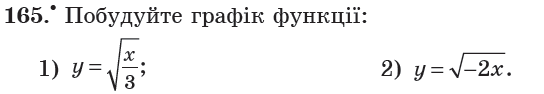 165.• Побудуйте графік функції:
1) y = √(x/3); 2) y = √(−2x).